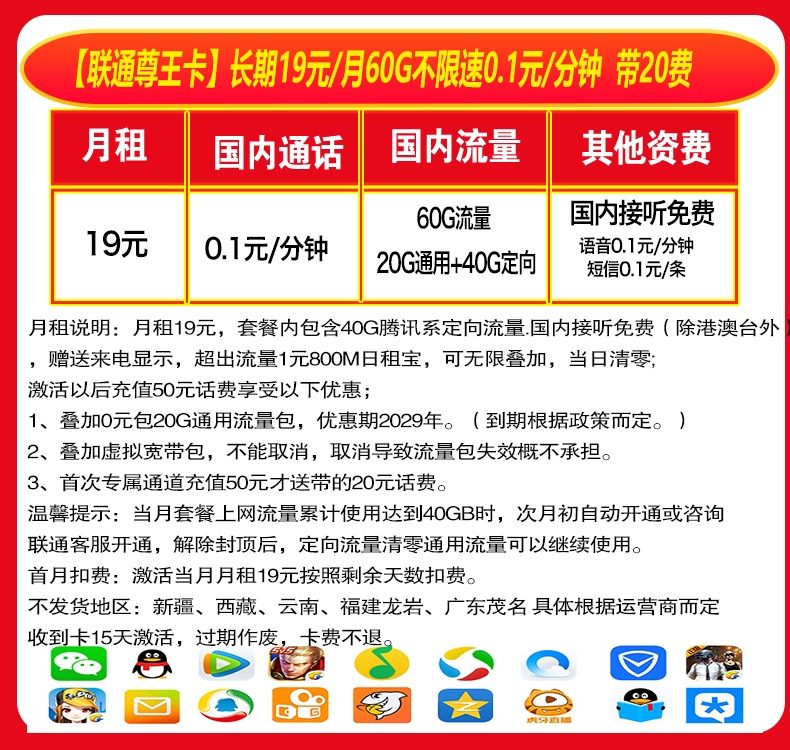 【联通尊王卡】长期19元/月60G不限速0.1元/分钟 带20费
月租
国内通话
国内流量
其他资费
19元
0.1元/分钟
60G流量
20G通用+40G定向
国内接听免费
语音0.1元/分钟
短信0.1元/条
月租说明：月租19元，套餐内包含40G腾讯系定向流量.国内接听免费（除港澳台外）
，赠送来电显示，超出流量1元800M日租宝，可无限叠加，当日清零;
激活以后充值50元话费享受以下优惠；
1、叠加0元包20G通用流量包，优惠期2029年。（到期根据政策而定。）
2、叠加虚拟宽带包，不能取消，取消导致流量包失效概不承担。
3、首次专属通道充值50元才送带的20元话费。
温馨提示：当月套餐上网流量累计使用达到40GB时，次月初自动开通或咨询
联通客服开通，解除封顶后，定向流量清零通用流量可以继续使用。
首月扣费：激活当月月租19元按照剩余天数扣费。
不发货地区：新疆、西藏、云南、福建龙岩、广东茂名 具体根据运营商而定
收到卡15天激活，过期作废，卡费不退。
5V5
虎牙直播